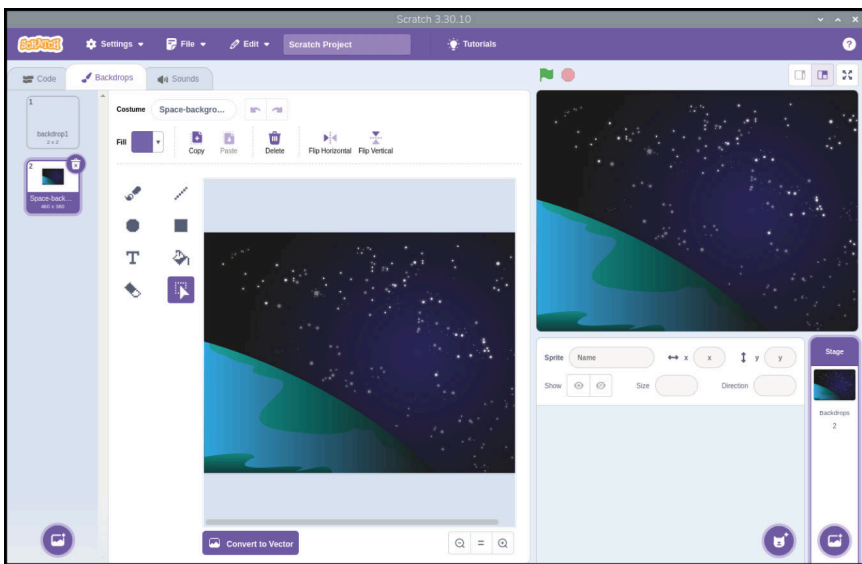 Scratch 3.30.10
SCRATCH Settings File Edit Scratch Project Tutorials ?
Code Backdrops Sounds
1
backdrop1
2 x 2
2
Space-back...
480 x 360
Costume Space-backgro...
Fill Copy Paste Delete Flip Horizontal Flip Vertical
T
Convert to Vector
Sprite Name x x y y
Show Size Direction
Stage
Backdrops
2